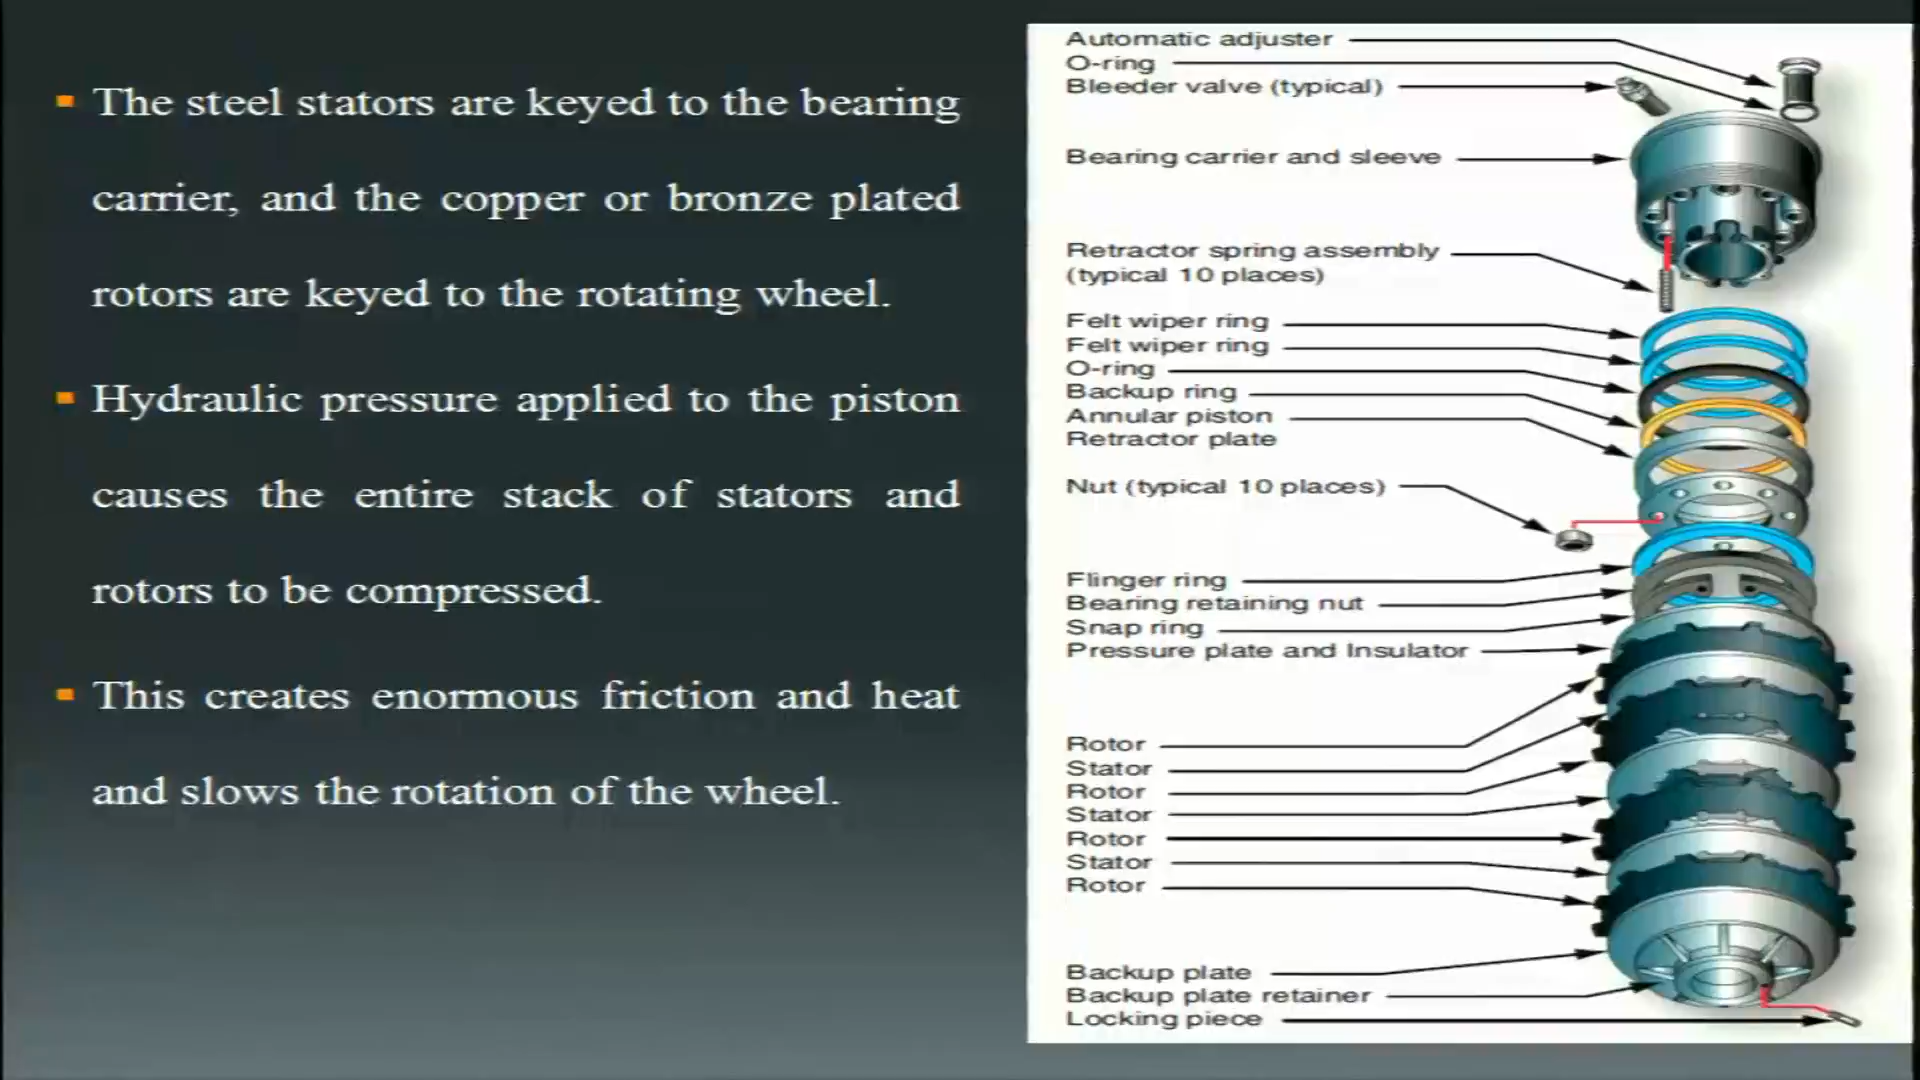 ▪ The steel stators are keyed to the bearing
carrier, and the copper or bronze plated
rotors are keyed to the rotating wheel.
▪ Hydraulic pressure applied to the piston
causes the entire stack of stators and
rotors to be compressed.
▪ This creates enormous friction and heat
and slows the rotation of the wheel.
Automatic adjuster
O-ring
Bleeder valve (typical)
Bearing carrier and sleeve
Retractor spring assembly
(typical 10 places)
Felt wiper ring
Felt wiper ring
O-ring
Backup ring
Annular piston
Retractor plate
Nut (typical 10 places)
Flinger ring
Bearing retaining nut
Snap ring
Pressure plate and Insulator
Rotor
Stator
Rotor
Stator
Rotor
Stator
Rotor
Backup plate
Backup plate retainer
Locking piece